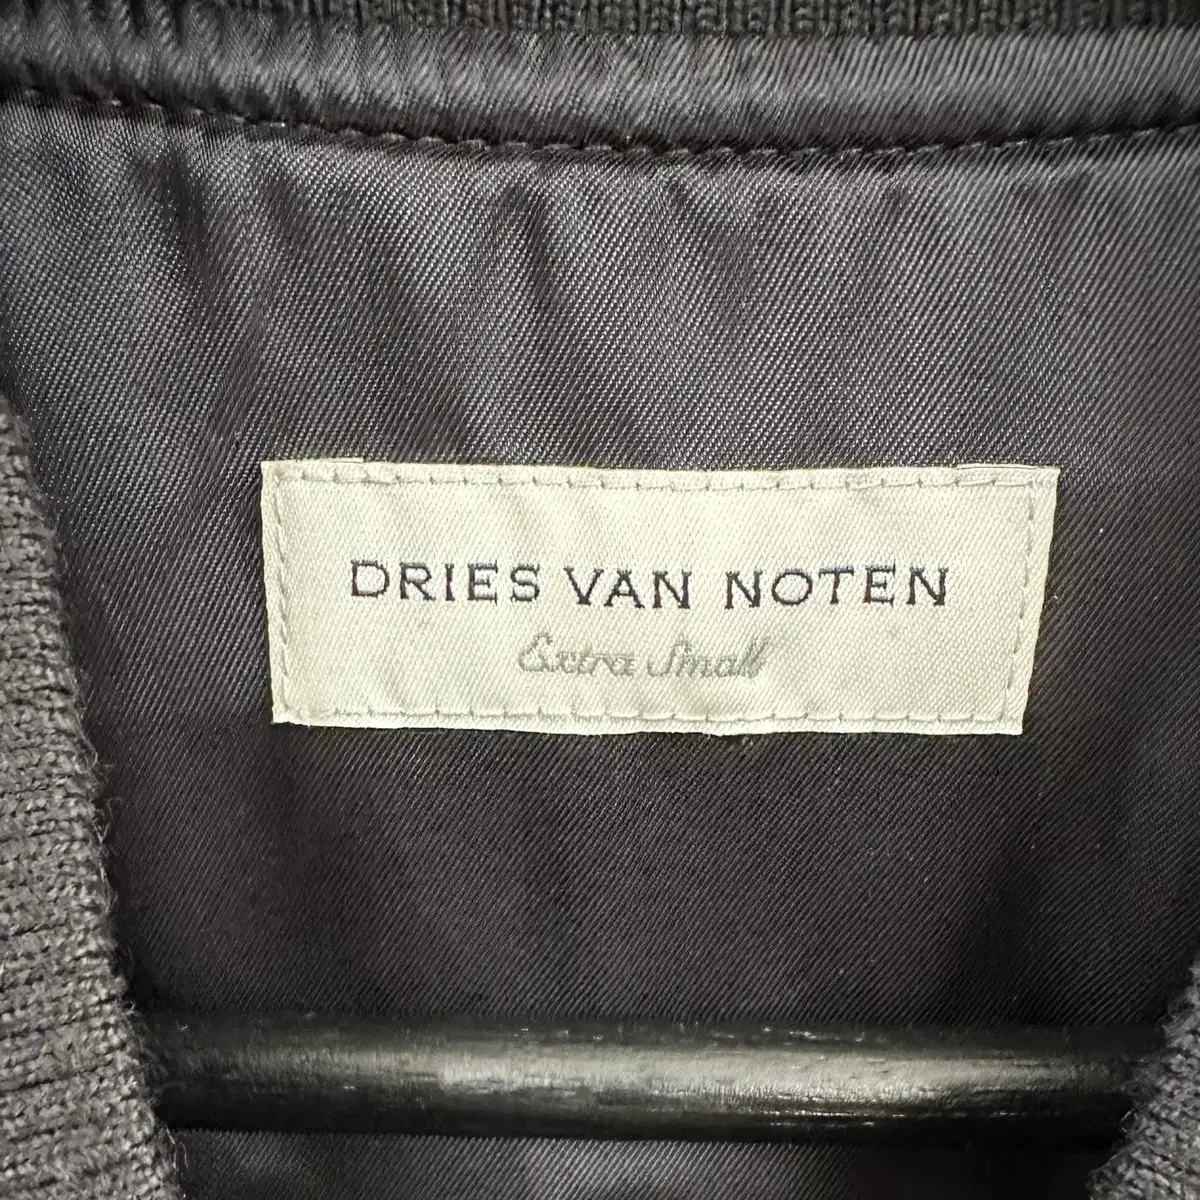 DRIES VAN NOTEN
Extra Small